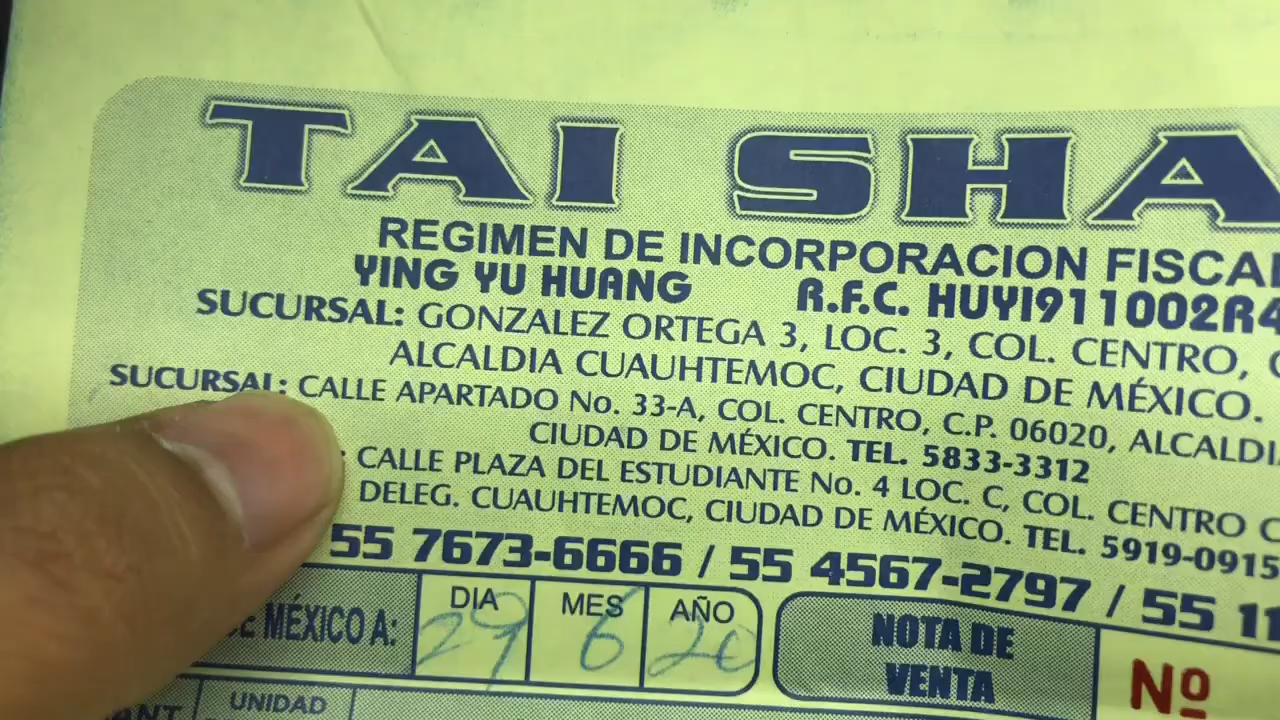 TAI SHA
REGIMEN DE INCORPORACION FISCAL
YING YU HUANG R.F.C. HUYI911002R4
SUCURSAL: GONZALEZ ORTEGA 3, LOC. 3, COL. CENTRO,
ALCALDIA CUAUHTEMOC, CIUDAD DE MÉXICO.
SUCURSAL: CALLE APARTADO No. 33-A, COL. CENTRO, C.P. 06020, ALCALDI
CIUDAD DE MÉXICO. TEL. 5833-3312
: CALLE PLAZA DEL ESTUDIANTE No. 4 LOC. C, COL. CENTRO C
DELEG. CUAUHTEMOC, CIUDAD DE MÉXICO. TEL. 5919-0915
55 7673-6666 / 55 4567-2797 / 55 11
DIA MES AÑO
E MÉXICO A: 29 6 20
NOTA DE
VENTA
Nº
ANT UNIDAD